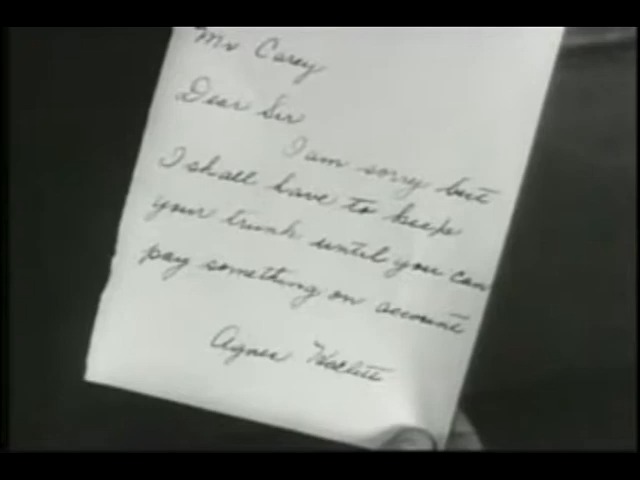 Mr Carey
Dear Sir
I am sorry but
I shall have to keep
your trunk until you can
pay something on account
Agnes